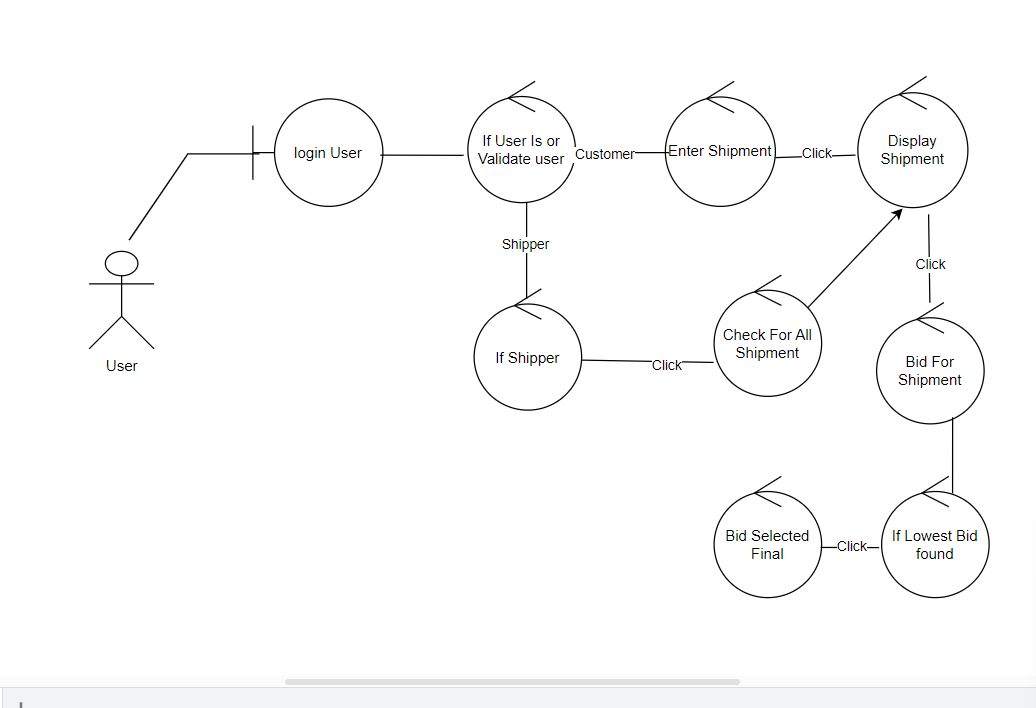 login User
If User Is or
Validate user
Customer
Enter Shipment
Click
Display
Shipment
Shipper
Click
User
If Shipper
Click
Check For All
Shipment
Bid For
Shipment
Bid Selected
Final
Click
If Lowest Bid
found